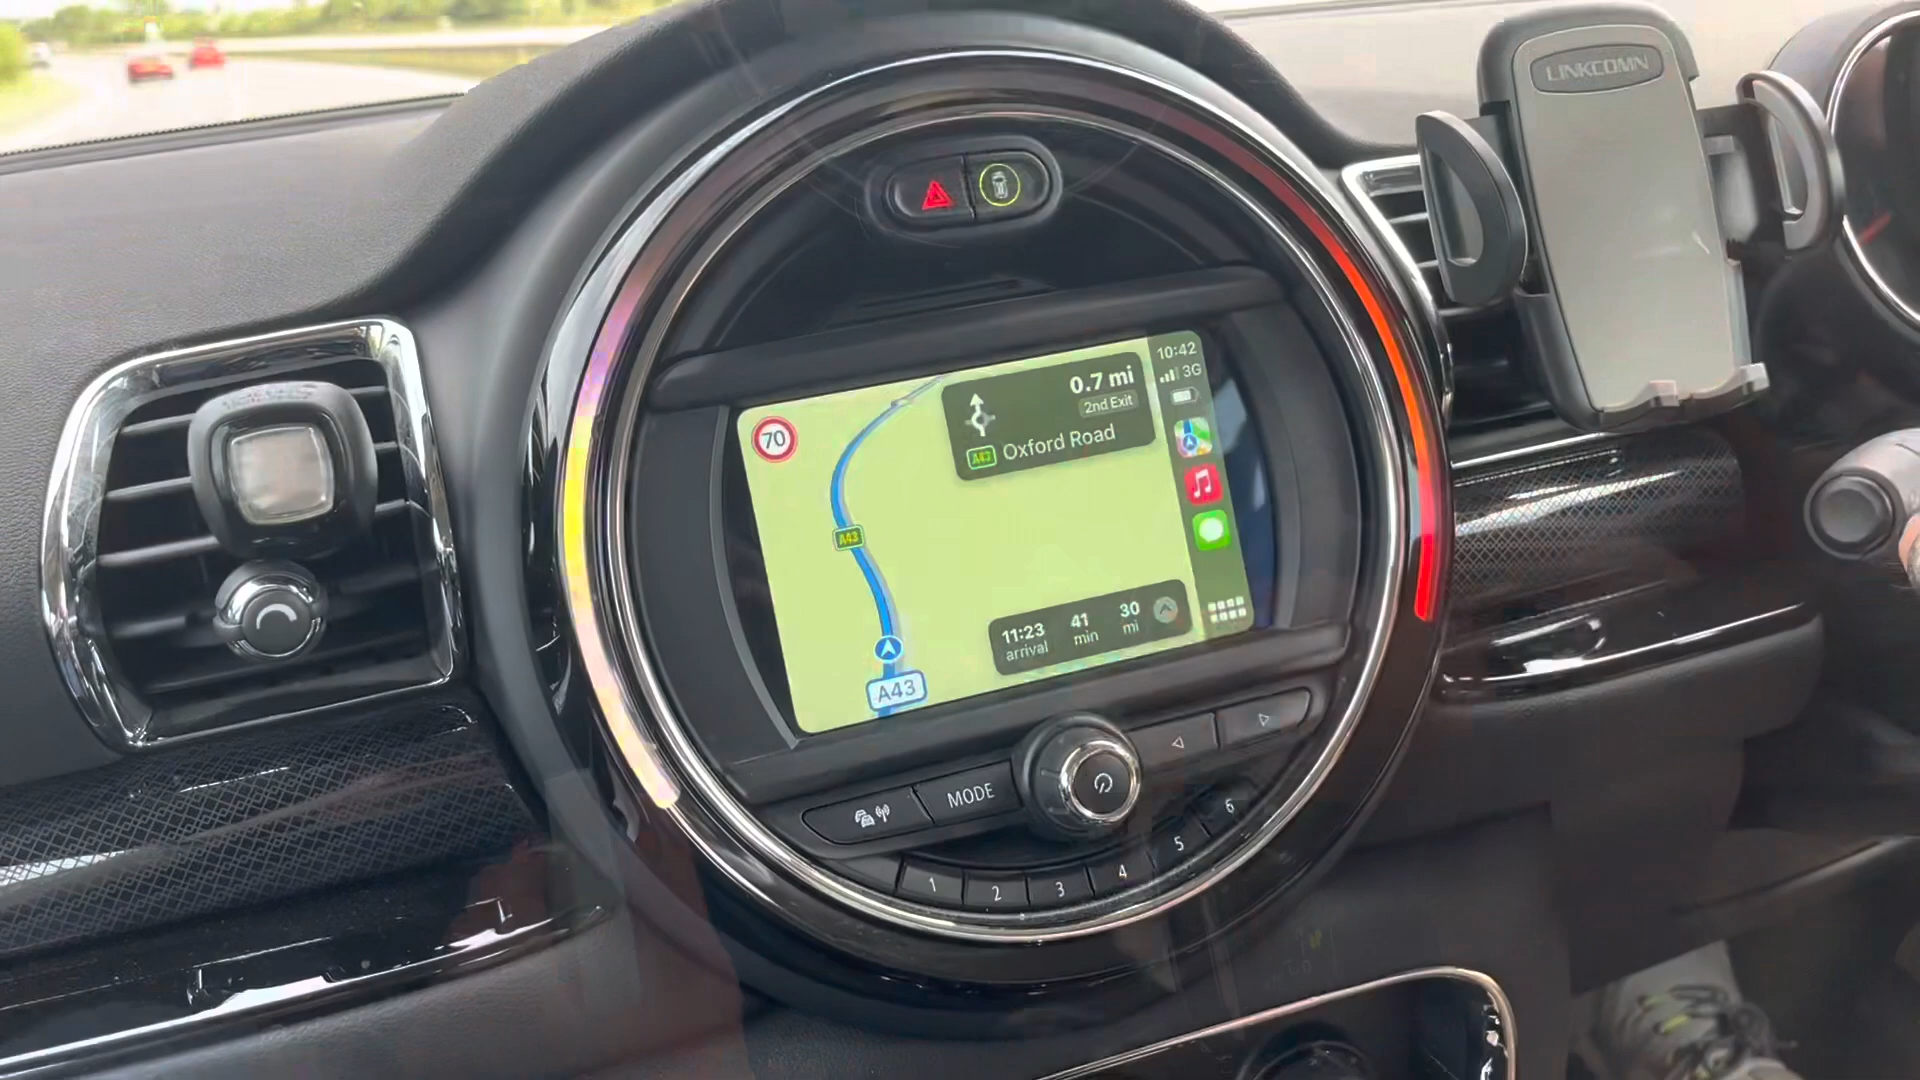 LINKCOMN
10:42
3G
0.7 mi
2nd Exit
A43 Oxford Road
70
A43
11:23 41 30
arrival min mi
A43
MODE
1 2 3 4 5 6